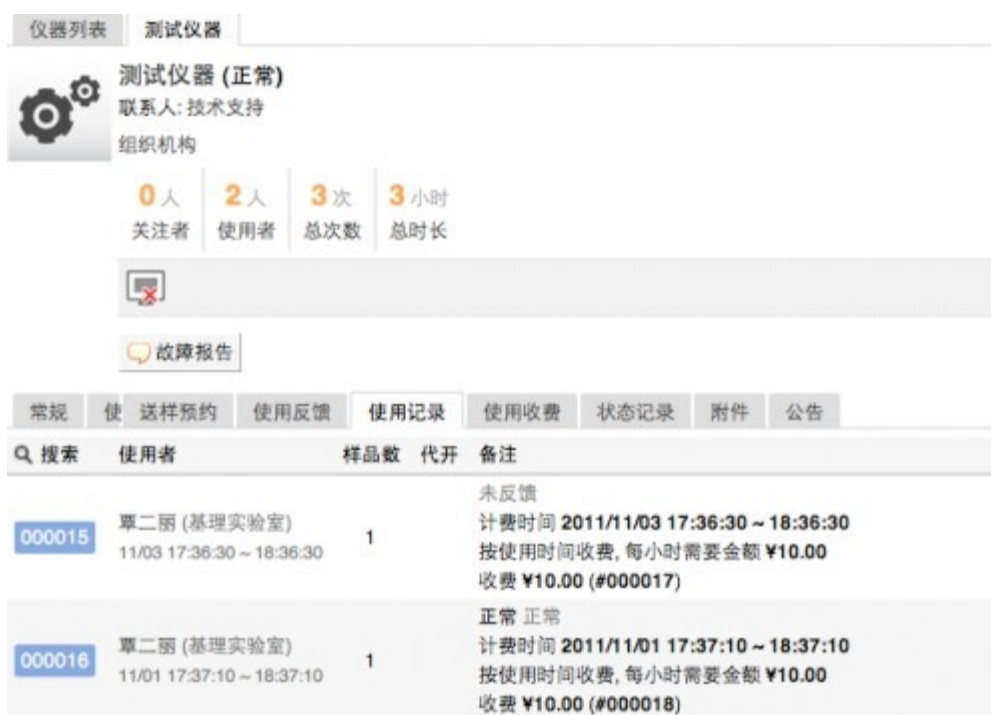 仪器列表 测试仪器
测试仪器 (正常)
联系人: 技术支持
组织机构
0 人 2 人 3 次 3 小时
关注者 使用者 总次数 总时长
故障报告
常规 使 送样预约 使用反馈 使用记录 使用收费 状态记录 附件 公告
搜索 使用者 样品数 代开 备注
未反馈
000015 覃二丽 (基理实验室) 1 计费时间 2011/11/03 17:36:30 ~ 18:36:30
11/03 17:36:30 ~ 18:36:30 按使用时间收费, 每小时需要金额 ¥10.00
收费 ¥10.00 (#000017)
正常 正常
000016 覃二丽 (基理实验室) 1 计费时间 2011/11/01 17:37:10 ~ 18:37:10
11/01 17:37:10 ~ 18:37:10 按使用时间收费, 每小时需要金额 ¥10.00
收费 ¥10.00 (#000018)